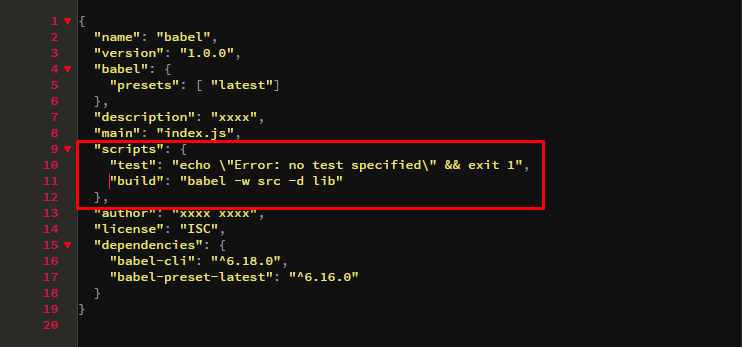 1 {
2 "name": "babel",
3 "version": "1.0.0",
4 "babel": {
5 "presets": [ "latest"]
6 },
7 "description": "xxxx",
8 "main": "index.js",
9 "scripts": {
10 "test": "echo \"Error: no test specified\" && exit 1",
11 "build": "babel -w src -d lib"
12 },
13 "author": "xxxx xxxx",
14 "license": "ISC",
15 "dependencies": {
16 "babel-cli": "^6.18.0",
17 "babel-preset-latest": "^6.16.0"
18 }
19 }
20